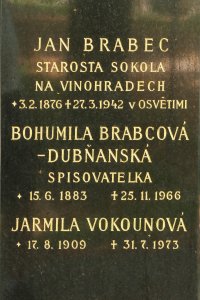 JAN BRABEC
STAROSTA SOKOLA
NA VINOHRADECH
*3.2.1876 †27.3.1942 v OSVĚTIMI
BOHUMILA BRABCOVÁ
-DUBŇANSKÁ
SPISOVATELKA
* 15.6.1883 †25.11.1966
JARMILA VOKOUNOVÁ
* 17.8.1909 †31.7.1973